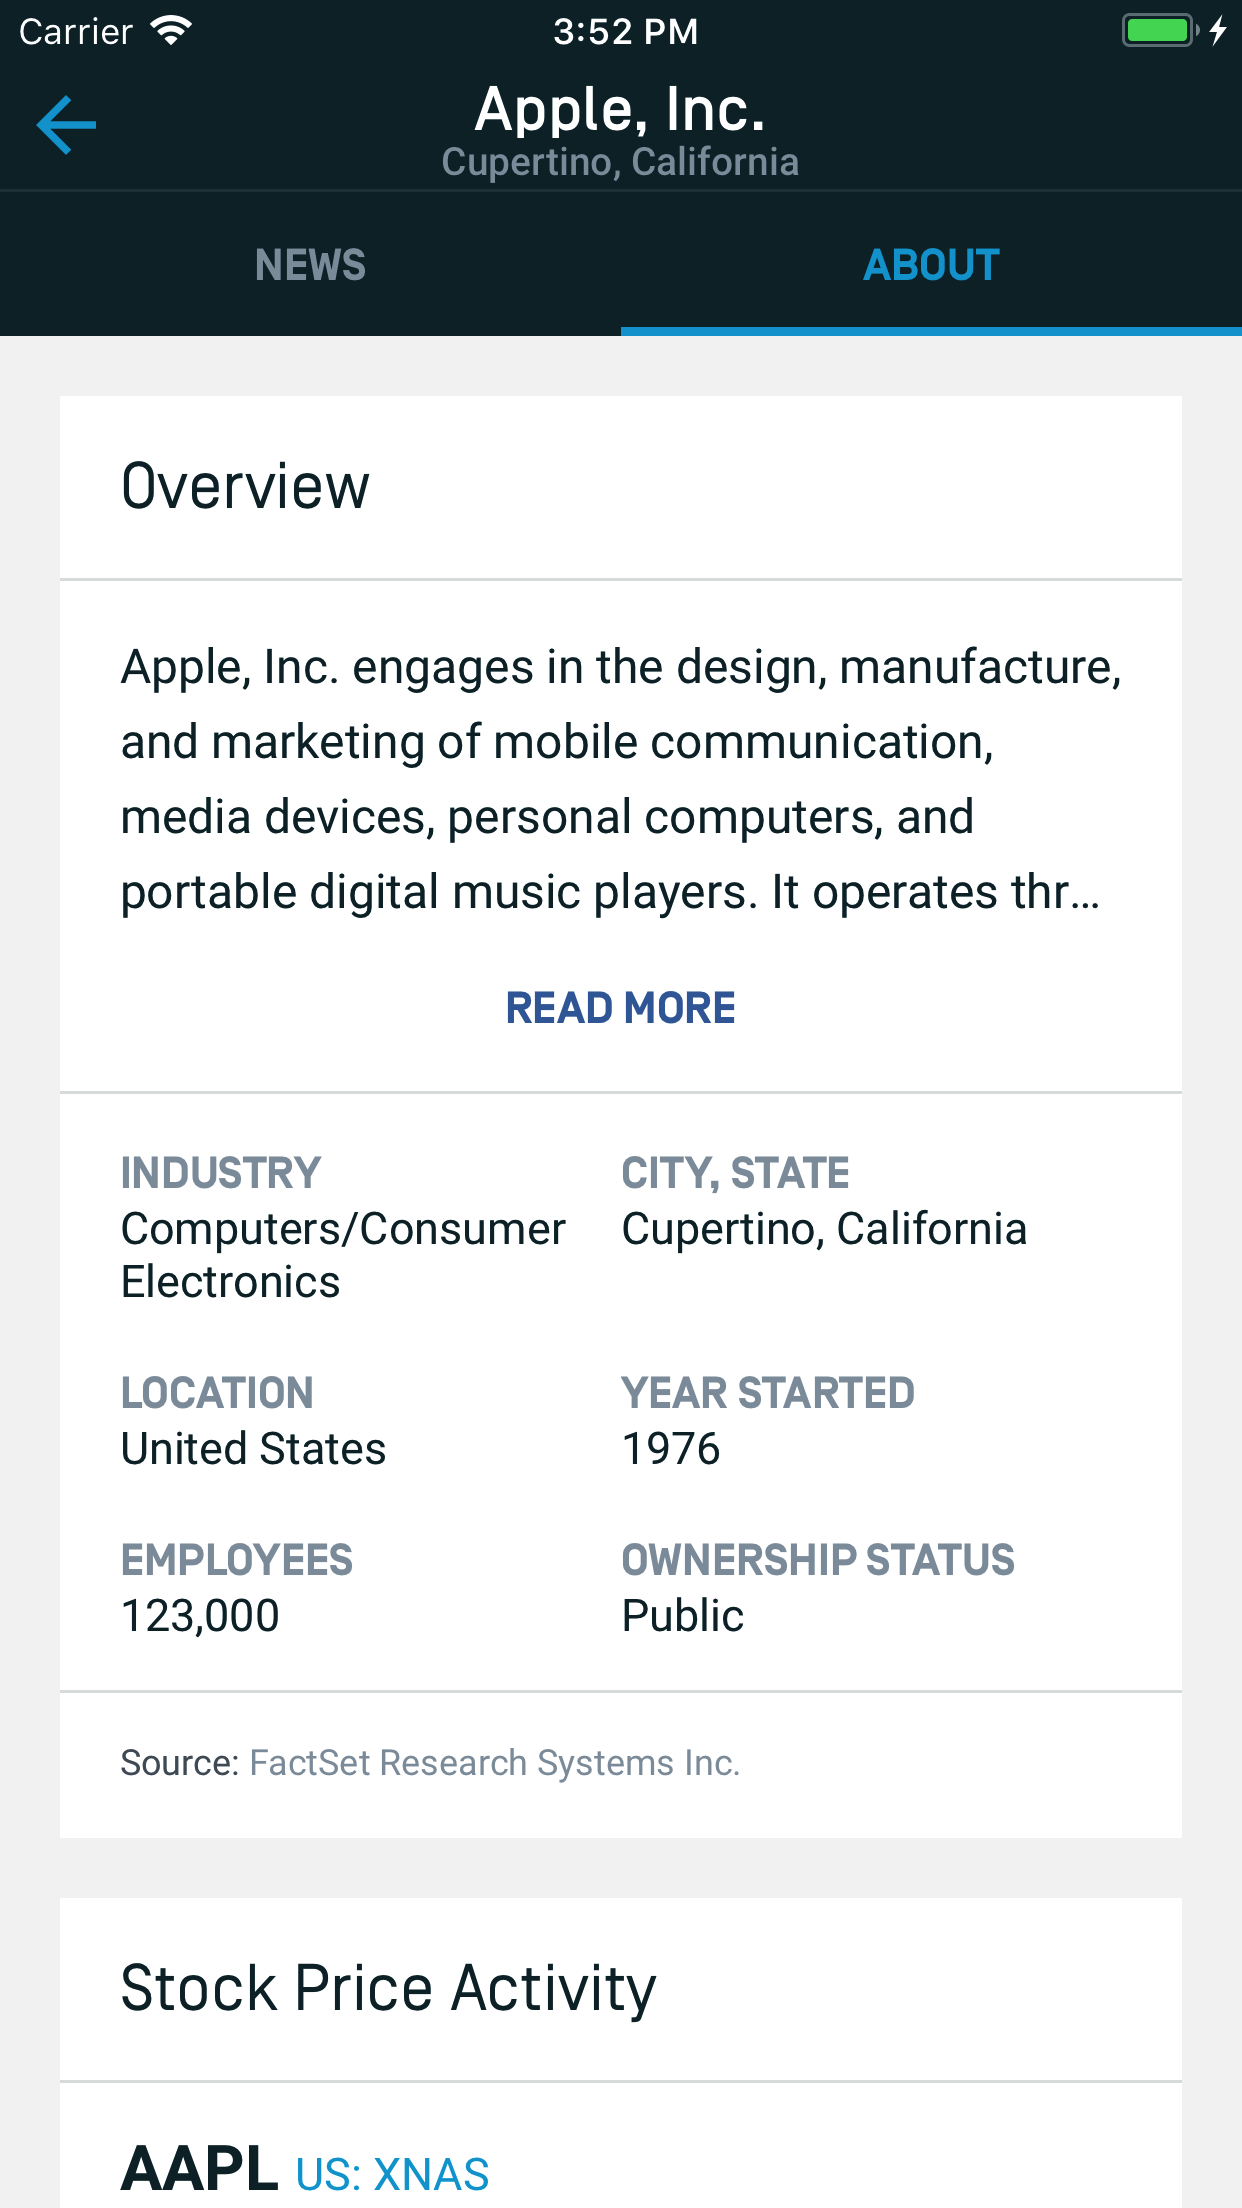 Carrier 3:52 PM
Apple, Inc.
Cupertino, California
NEWS ABOUT
Overview
Apple, Inc. engages in the design, manufacture,
and marketing of mobile communication,
media devices, personal computers, and
portable digital music players. It operates thr...
READ MORE
INDUSTRY CITY, STATE
Computers/Consumer Cupertino, California
Electronics
LOCATION YEAR STARTED
United States 1976
EMPLOYEES OWNERSHIP STATUS
123,000 Public
Source: FactSet Research Systems Inc.
Stock Price Activity
AAPL US: XNAS